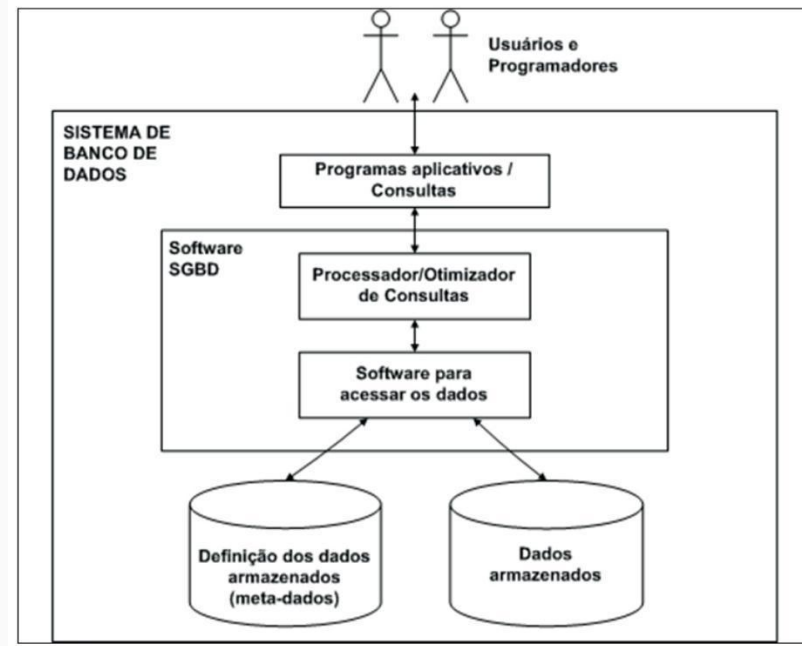 Usuários e
Programadores
SISTEMA DE
BANCO DE
DADOS
Programas aplicativos /
Consultas
Software
SGBD
Processador/Otimizador
de Consultas
Software para
acessar os dados
Definição dos dados
armazenados
(meta-dados)
Dados
armazenados